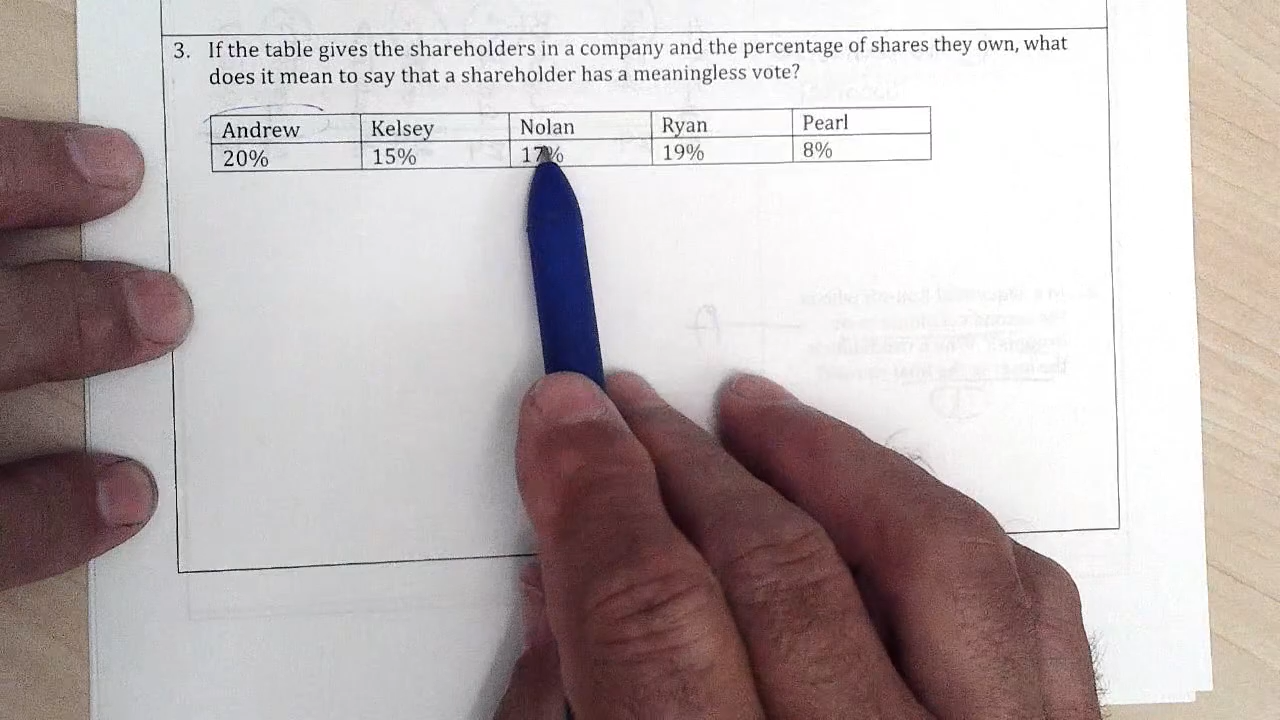 3. If the table gives the shareholders in a company and the percentage of shares they own, what
does it mean to say that a shareholder has a meaningless vote?
Andrew Kelsey Nolan Ryan Pearl
20% 15% 17% 19% 8%